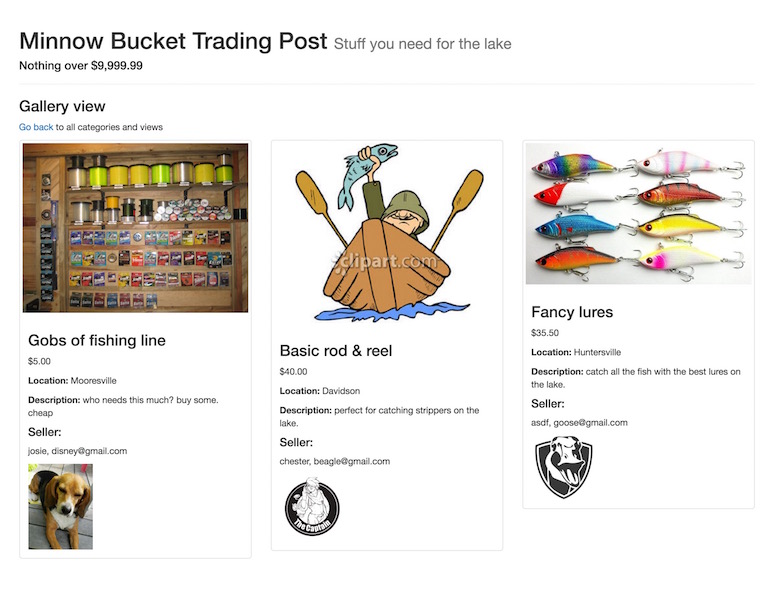 Minnow Bucket Trading Post Stuff you need for the lake
Nothing over $9,999.99
Gallery view
Go back to all categories and views
Gobs of fishing line
$5.00
Location: Mooresville
Description: who needs this much? buy some.
cheap
Seller:
josie, disney@gmail.com
clipart.com
Basic rod & reel
$40.00
Location: Davidson
Description: perfect for catching strippers on the
lake.
Seller:
chester, beagle@gmail.com
The Captain
Fancy lures
$35.50
Location: Huntersville
Description: catch all the fish with the best lures on
the lake.
Seller:
asdf, goose@gmail.com